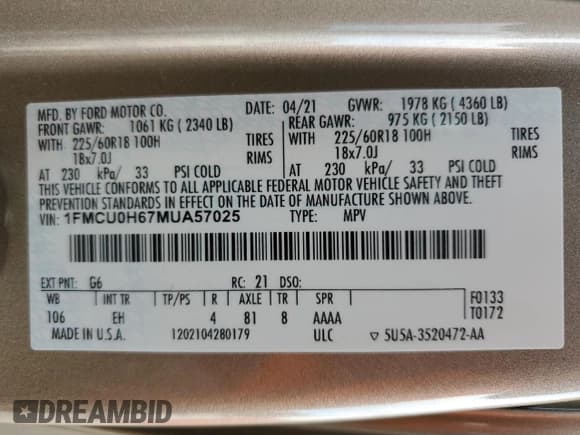 MFD. BY FORD MOTOR CO.
DATE: 04/21 GVWR: 1978 KG ( 4360 LB)
FRONT GAWR: 1061 KG ( 2340 LB) REAR GAWR: 975 KG ( 2150 LB)
WITH 225/60R18 100H TIRES WITH 225/60R18 100H TIRES
18x7.0J RIMS 18x7.0J RIMS
AT 230 kPa/ 33 PSI COLD AT 230 kPa/ 33 PSI COLD
THIS VEHICLE CONFORMS TO ALL APPLICABLE FEDERAL MOTOR VEHICLE SAFETY AND THEFT
PREVENTION STANDARDS IN EFFECT ON THE DATE OF MANUFACTURE SHOWN ABOVE.
VIN: 1FMCU0H67MUA57025 TYPE: MPV
EXT PNT: G6 RC: 21 DSO:
WB INT TR TP/PS R AXLE TR SPR F0133
106 EH 4 81 8 AAAA T0172
MADE IN U.S.A. 1202104280179 ULC ▽ 5U5A-3520472-AA
DREAMBID